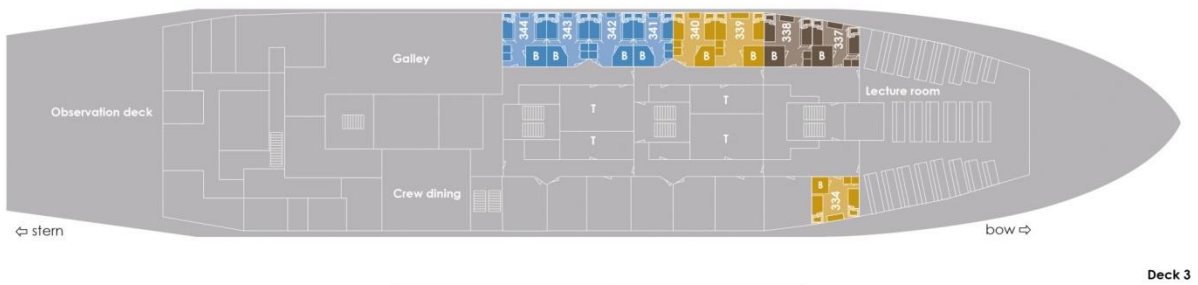 344 343 342 341 340 339 338 337
B B B B B B B B
Galley
Lecture room
Observation deck
T T
T T
Crew dining
B
334
⇦ stern
bow ⇨
Deck 3